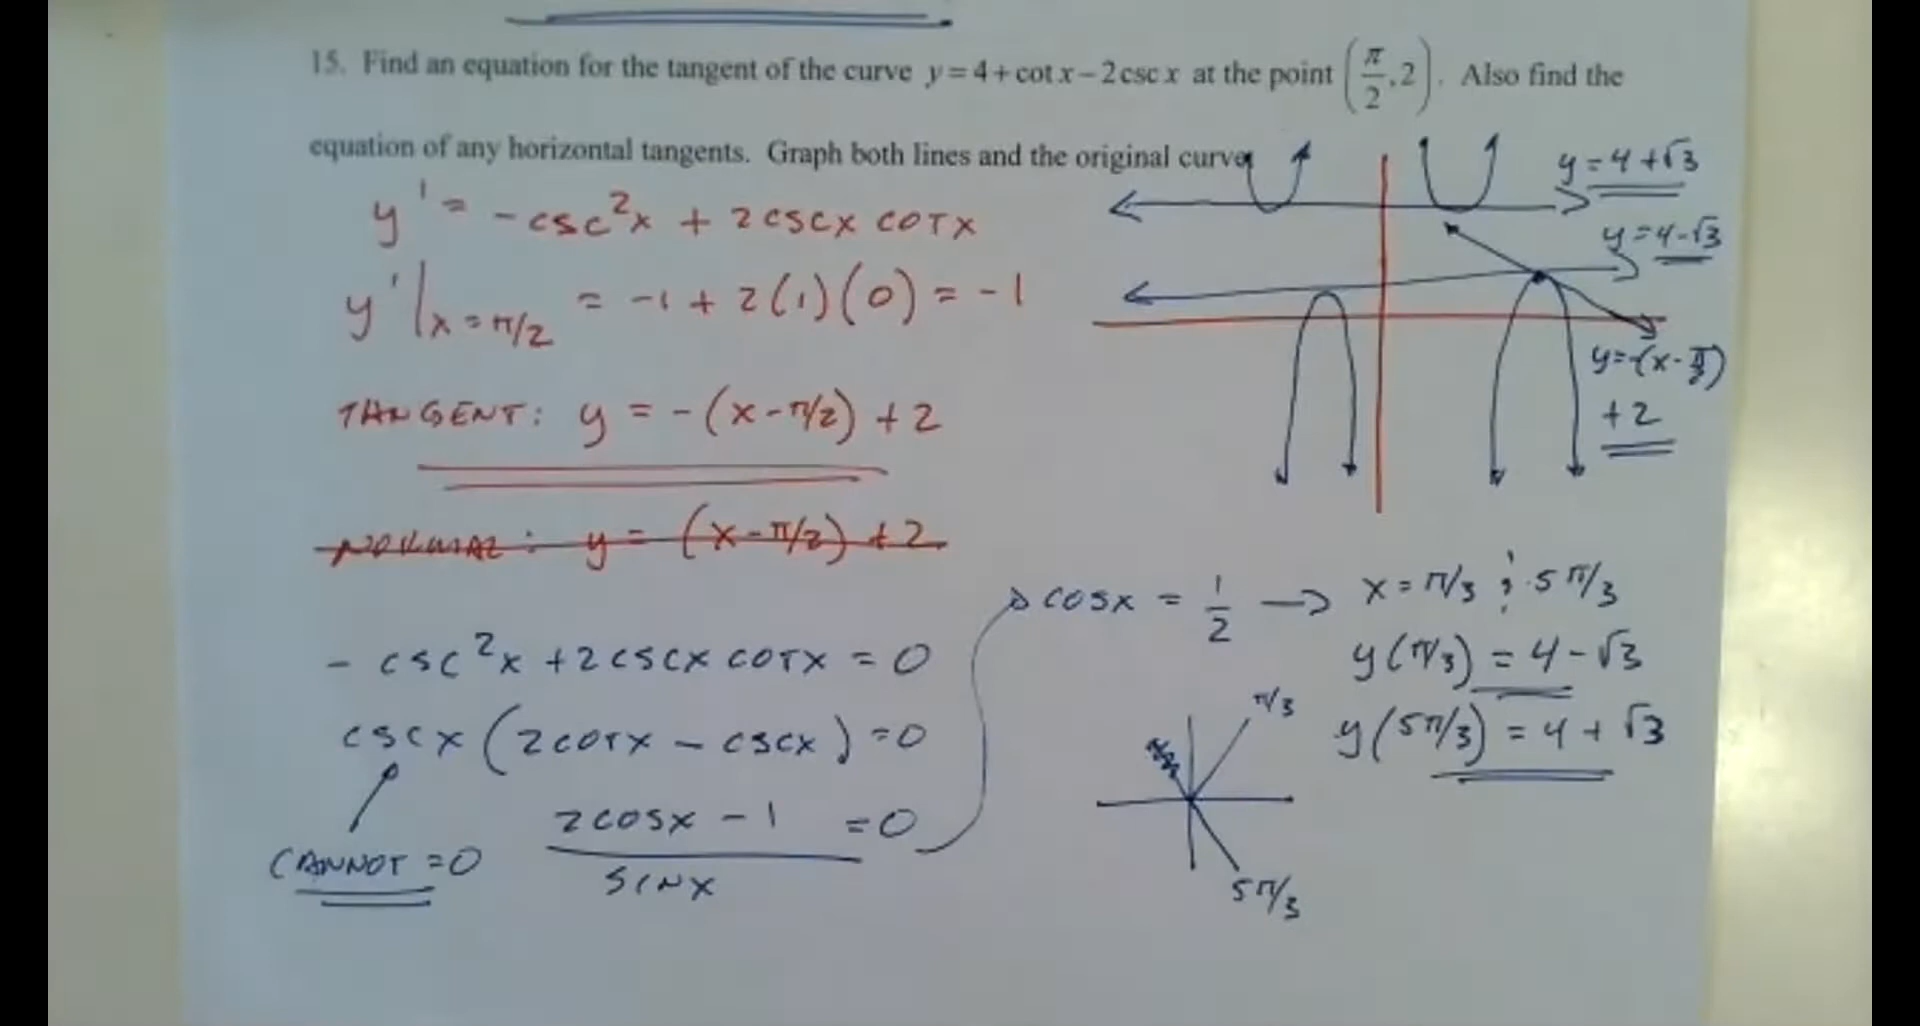 15. Find an equation for the tangent of the curve y = 4 + cot x − 2 csc x at the point (π/2, 2). Also find the
equation of any horizontal tangents. Graph both lines and the original curve
y' = -csc²x + 2cscx cotx
y'|x=π/2 = -1 + 2(1)(0) = -1
TANGENT: y = -(x-π/2) + 2
NORMAL: y = (x-π/2) + 2
-csc²x + 2cscx cotx = 0
cscx (2cotx - cscx) = 0
CANNOT = 0
2cosx - 1 = 0
sinx
y = 4 + √3
y = 4 - √3
y = -(x - π/2)
+ 2
cosx = 1/2 → x = π/3 ; 5π/3
y(π/3) = 4 - √3
y(5π/3) = 4 + √3
π/3
5π/3